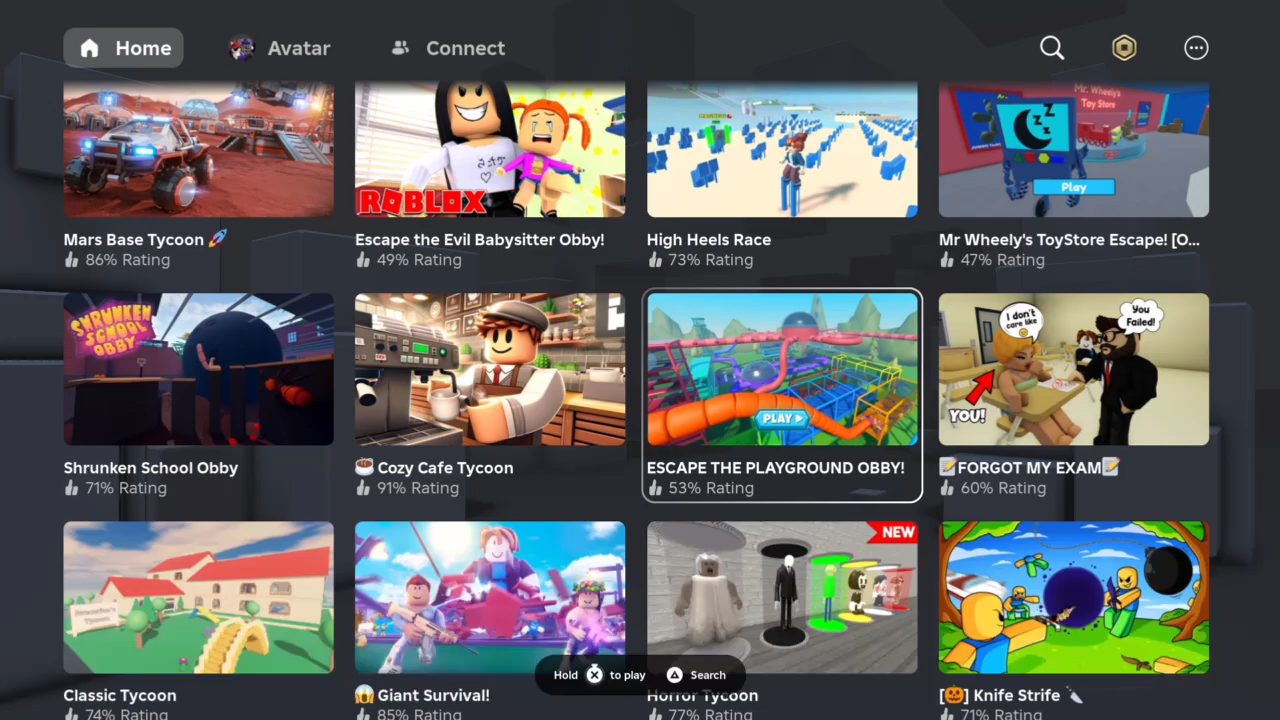 Home
Avatar
Connect
ROBLOX
Mr. Wheely's
Toy Store
Play
Mars Base Tycoon 🚀
86% Rating
Escape the Evil Babysitter Obby!
49% Rating
High Heels Race
73% Rating
Mr Wheely's ToyStore Escape! [O...
47% Rating
SHRUNKEN
SCHOOL
OBBY
PLAY
I don't
care like
You
Failed!
YOU!
Shrunken School Obby
71% Rating
☕ Cozy Cafe Tycoon
91% Rating
ESCAPE THE PLAYGROUND OBBY!
53% Rating
📝FORGOT MY EXAM📝
60% Rating
NEW
Hold X to play
Search
Classic Tycoon
74% Rating
😱 Giant Survival!
85% Rating
Horror Tycoon
77% Rating
[🎃] Knife Strife 🔪
71% Rating